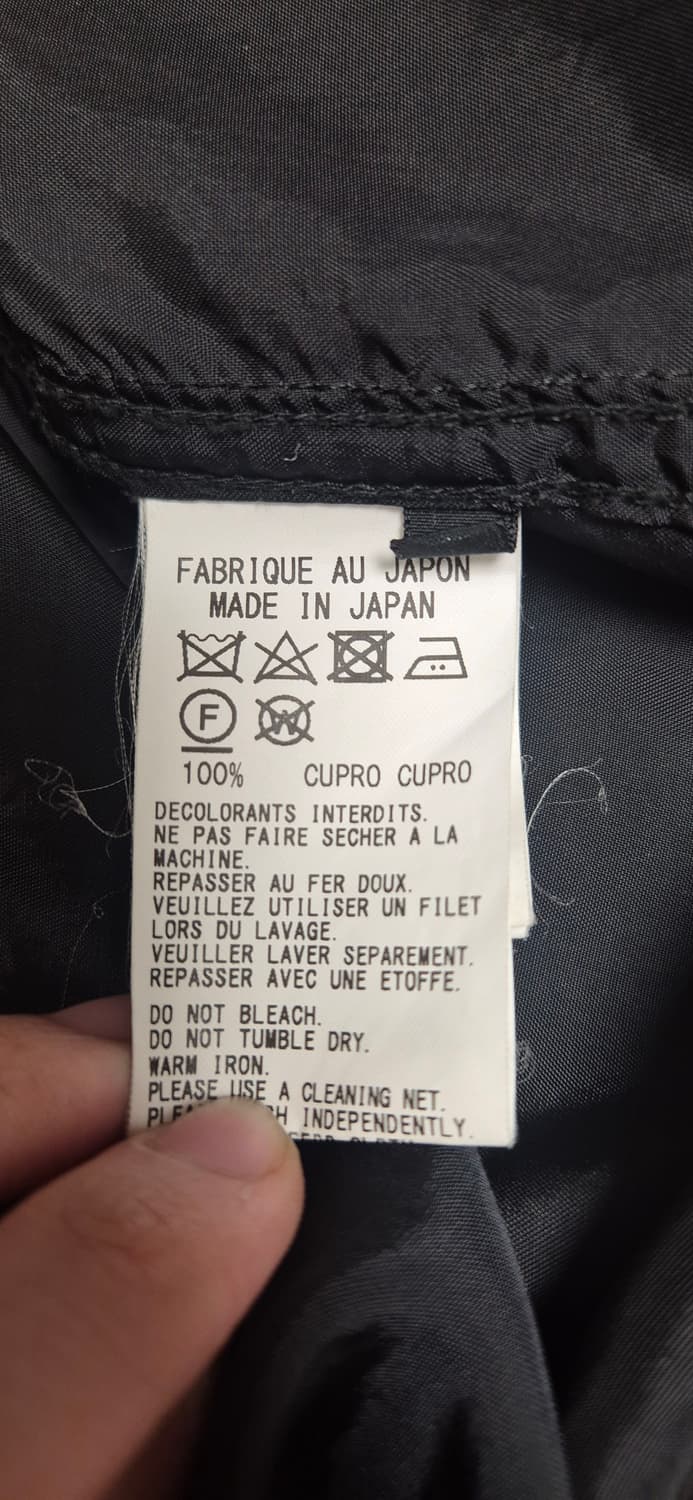 FABRIQUE AU JAPON
MADE IN JAPAN
F W
100% CUPRO CUPRO
DECOLORANTS INTERDITS.
NE PAS FAIRE SECHER A LA
MACHINE.
REPASSER AU FER DOUX.
VEUILLEZ UTILISER UN FILET
LORS DU LAVAGE.
VEUILLER LAVER SEPAREMENT.
REPASSER AVEC UNE ETOFFE.
DO NOT BLEACH.
DO NOT TUMBLE DRY.
WARM IRON.
PLEASE USE A CLEANING NET.
INDEPENDENTLY.